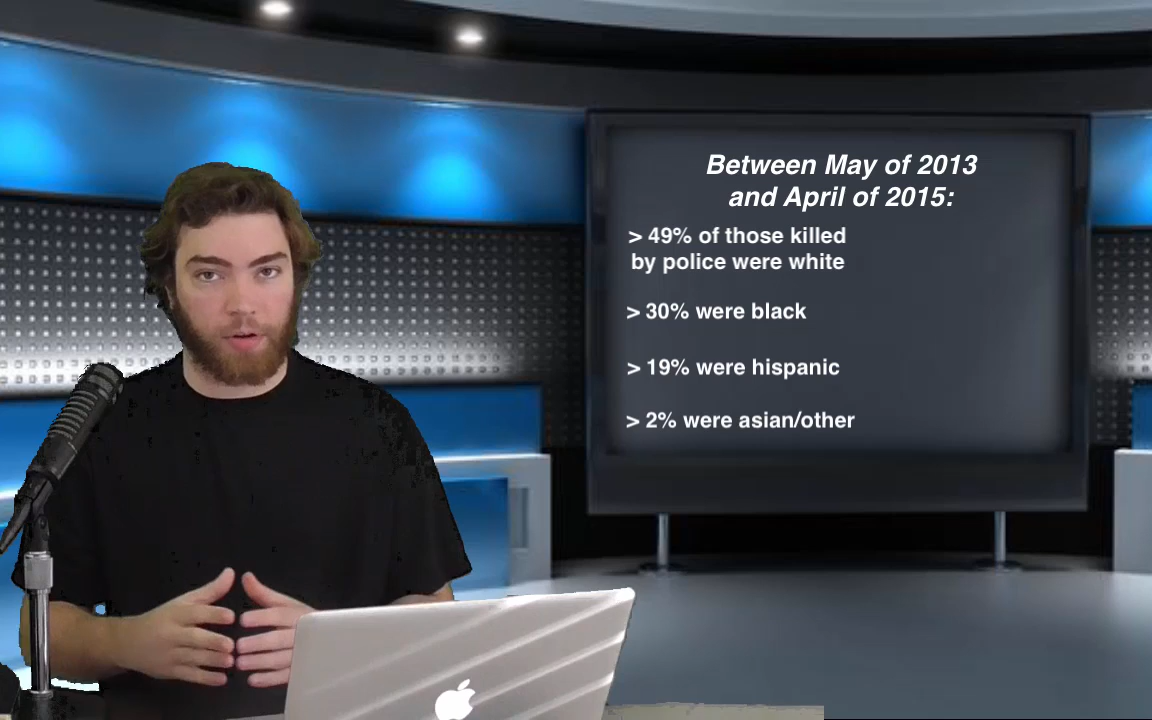 Between May of 2013
and April of 2015:
> 49% of those killed
by police were white
> 30% were black
> 19% were hispanic
> 2% were asian/other